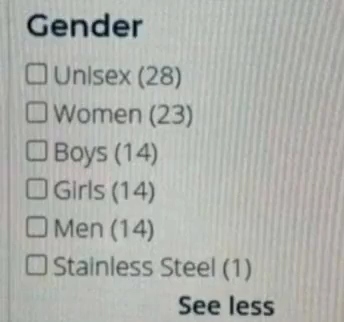 Gender
Unisex (28)
Women (23)
Boys (14)
Girls (14)
Men (14)
Stainless Steel (1)
See less